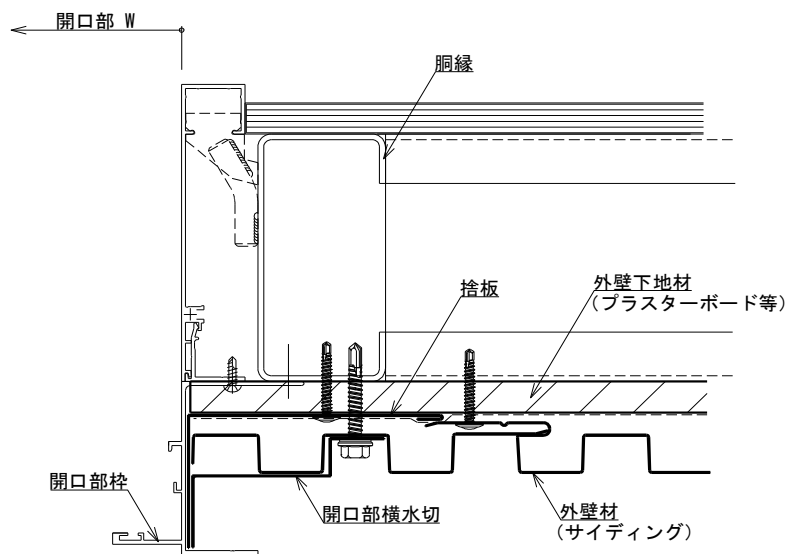 開口部 W
胴縁
捨板
外壁下地材
(プラスターボード等)
開口部枠
開口部横水切
外壁材
(サイディング)